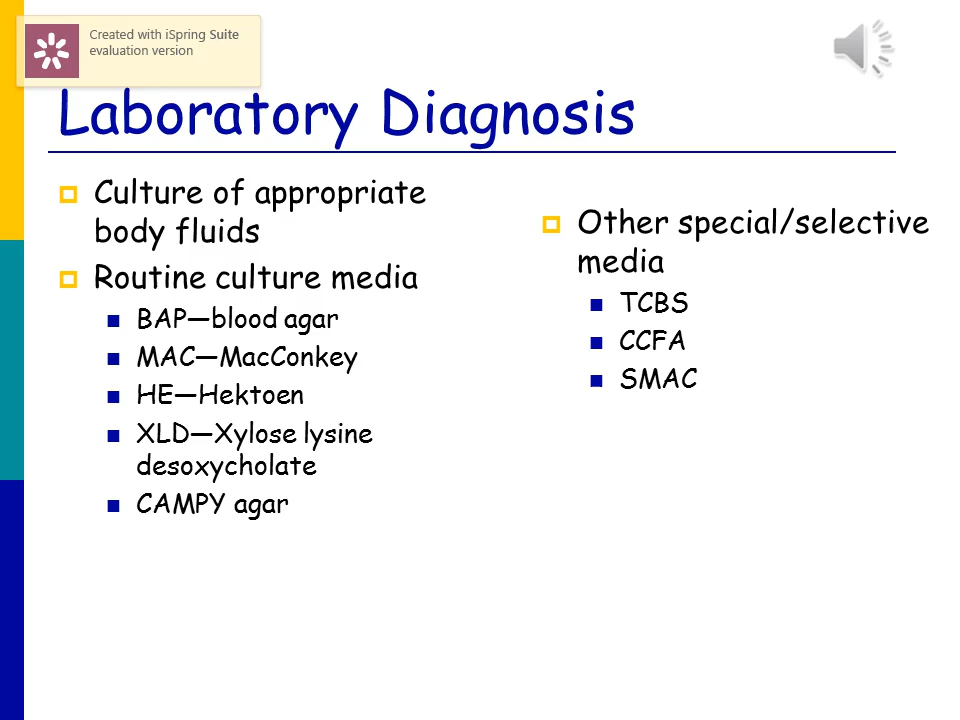 Created with iSpring Suite
evaluation version
Laboratory Diagnosis
Culture of appropriate
body fluids
Routine culture media
BAP—blood agar
MAC—MacConkey
HE—Hektoen
XLD—Xylose lysine
desoxycholate
CAMPY agar
Other special/selective
media
TCBS
CCFA
SMAC